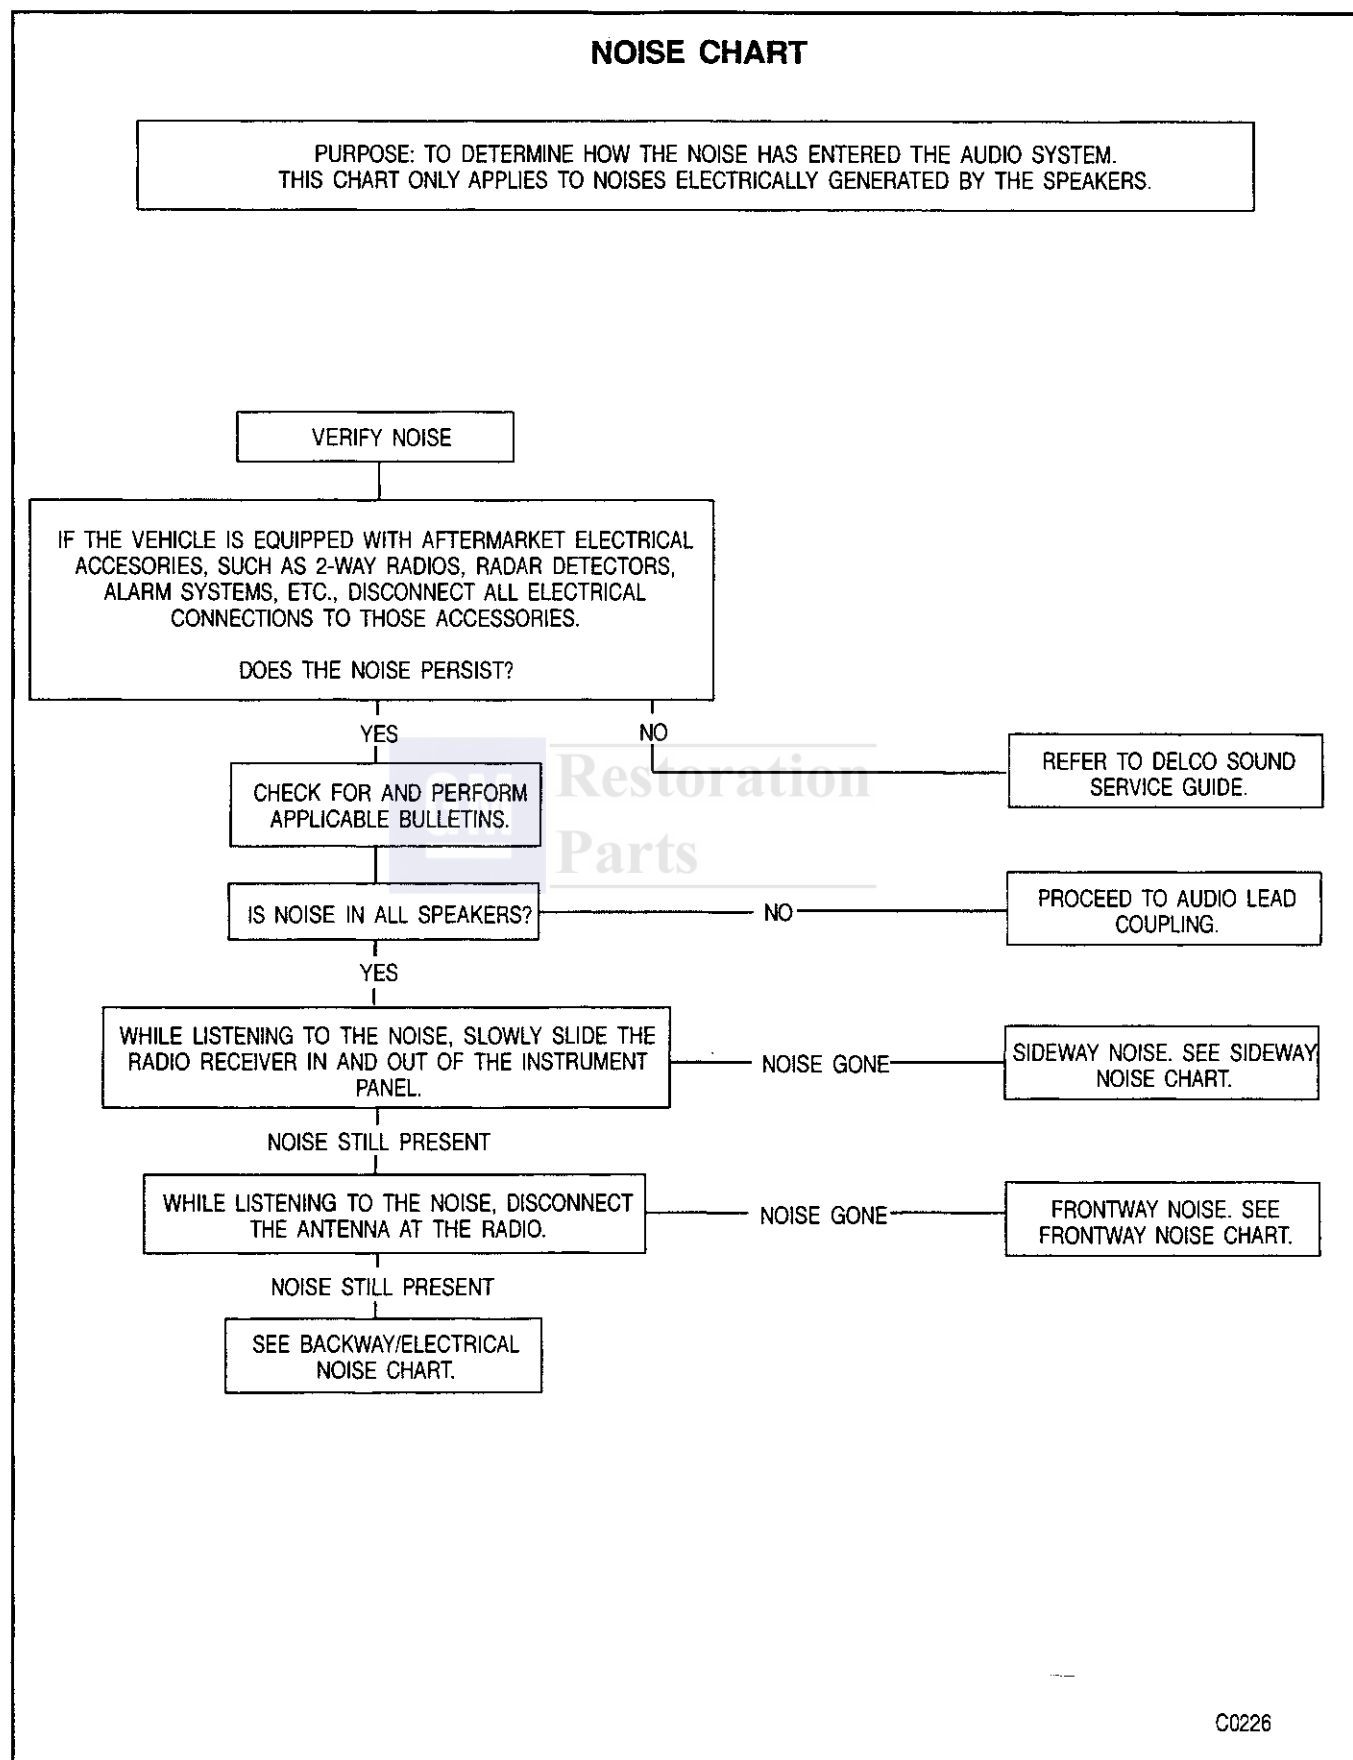 NOISE CHART
PURPOSE: TO DETERMINE HOW THE NOISE HAS ENTERED THE AUDIO SYSTEM.
THIS CHART ONLY APPLIES TO NOISES ELECTRICALLY GENERATED BY THE SPEAKERS.
VERIFY NOISE
IF THE VEHICLE IS EQUIPPED WITH AFTERMARKET ELECTRICAL
ACCESORIES, SUCH AS 2-WAY RADIOS, RADAR DETECTORS,
ALARM SYSTEMS, ETC., DISCONNECT ALL ELECTRICAL
CONNECTIONS TO THOSE ACCESSORIES.
DOES THE NOISE PERSIST?
YES
NO
REFER TO DELCO SOUND
SERVICE GUIDE.
CHECK FOR AND PERFORM
APPLICABLE BULLETINS.
GM
Restoration
Parts
IS NOISE IN ALL SPEAKERS?
NO
PROCEED TO AUDIO LEAD
COUPLING.
YES
WHILE LISTENING TO THE NOISE, SLOWLY SLIDE THE
RADIO RECEIVER IN AND OUT OF THE INSTRUMENT
PANEL.
NOISE GONE
SIDEWAY NOISE. SEE SIDEWAY
NOISE CHART.
NOISE STILL PRESENT
WHILE LISTENING TO THE NOISE, DISCONNECT
THE ANTENNA AT THE RADIO.
NOISE GONE
FRONTWAY NOISE. SEE
FRONTWAY NOISE CHART.
NOISE STILL PRESENT
SEE BACKWAY/ELECTRICAL
NOISE CHART.
C0226